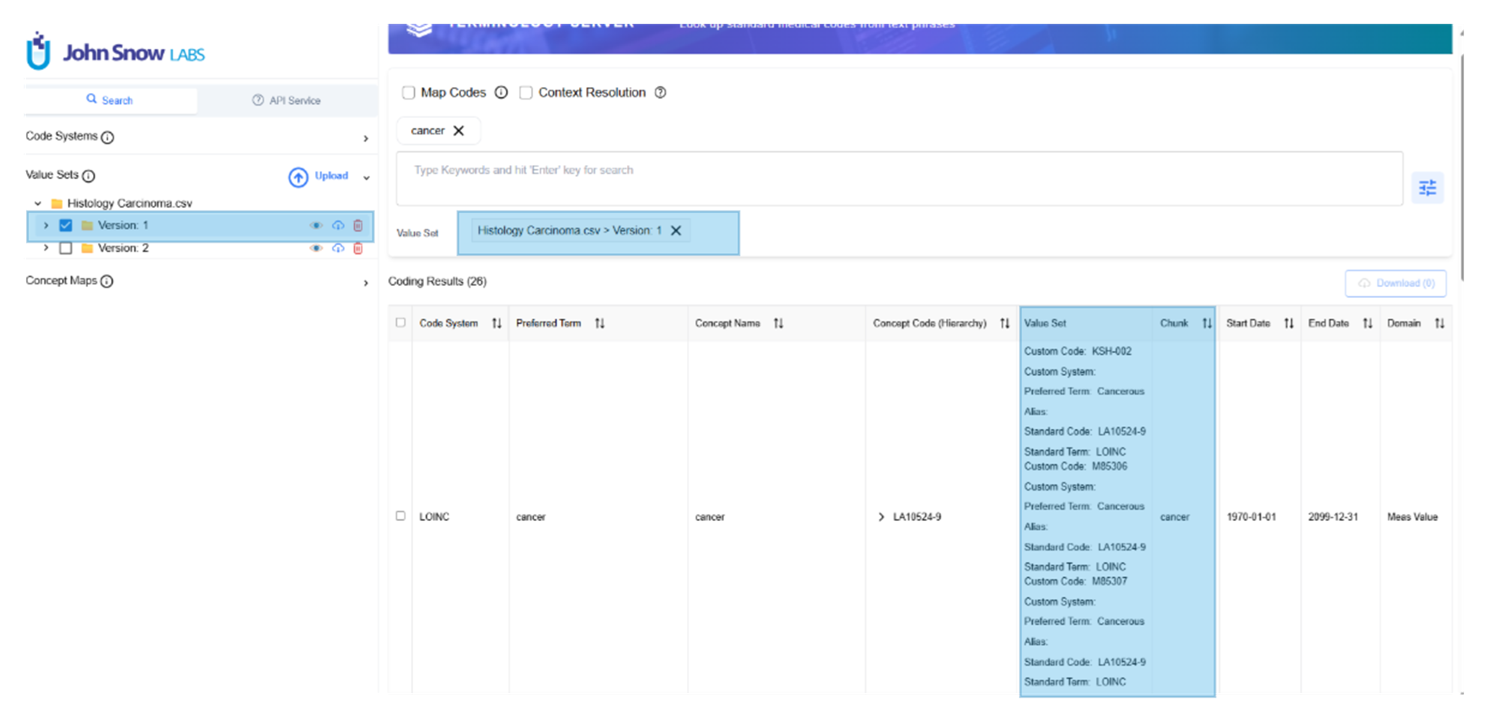 TERMINOLOGY SERVER Look up standard medical codes from text phrases
John Snow LABS
Search API Service
Code Systems
Value Sets Upload
Histology Carcinoma.csv
Version: 1
Version: 2
Concept Maps
Map Codes Context Resolution
cancer
Type Keywords and hit 'Enter' key for search
Value Set Histology Carcinoma.csv > Version: 1
Coding Results (26) Download (0)
Code System Preferred Term Concept Name Concept Code (Hierarchy) Value Set Chunk Start Date End Date Domain
Custom Code: KSH-002
Custom System:
Preferred Term: Cancerous
Alias:
Standard Code: LA10524-9
Standard Term: LOINC
Custom Code: M85306
Custom System:
Preferred Term: Cancerous
LOINC cancer cancer LA10524-9 cancer 1970-01-01 2099-12-31 Meas Value
Alias:
Standard Code: LA10524-9
Standard Term: LOINC
Custom Code: M85307
Custom System:
Preferred Term: Cancerous
Alias:
Standard Code: LA10524-9
Standard Term: LOINC